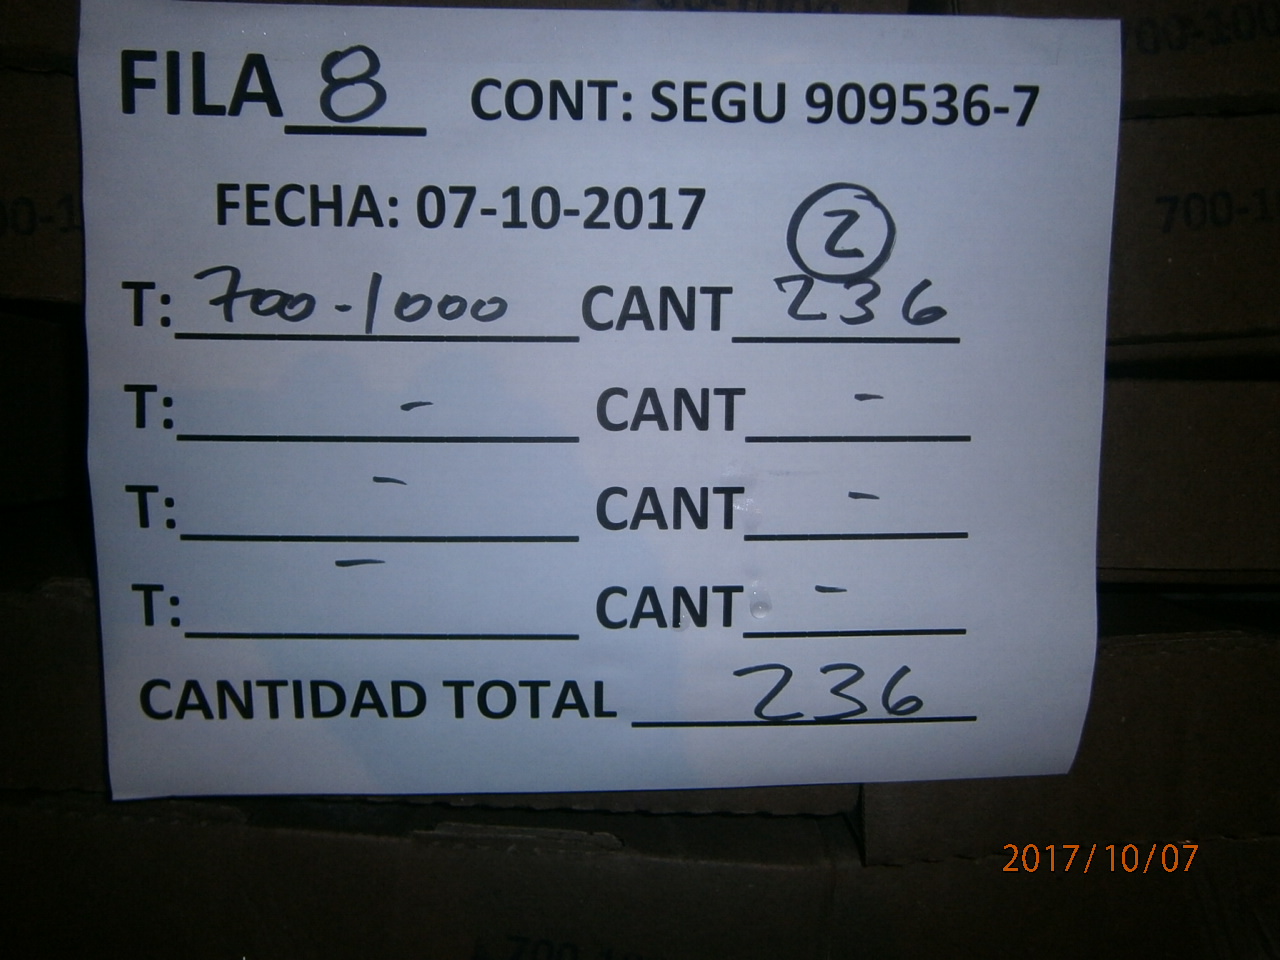 FILA 8 CONT: SEGU 909536-7
FECHA: 07-10-2017
2
T: 700-1000 CANT 236
T: - CANT -
T: - CANT -
T: - CANT -
CANTIDAD TOTAL 236
2017/10/07